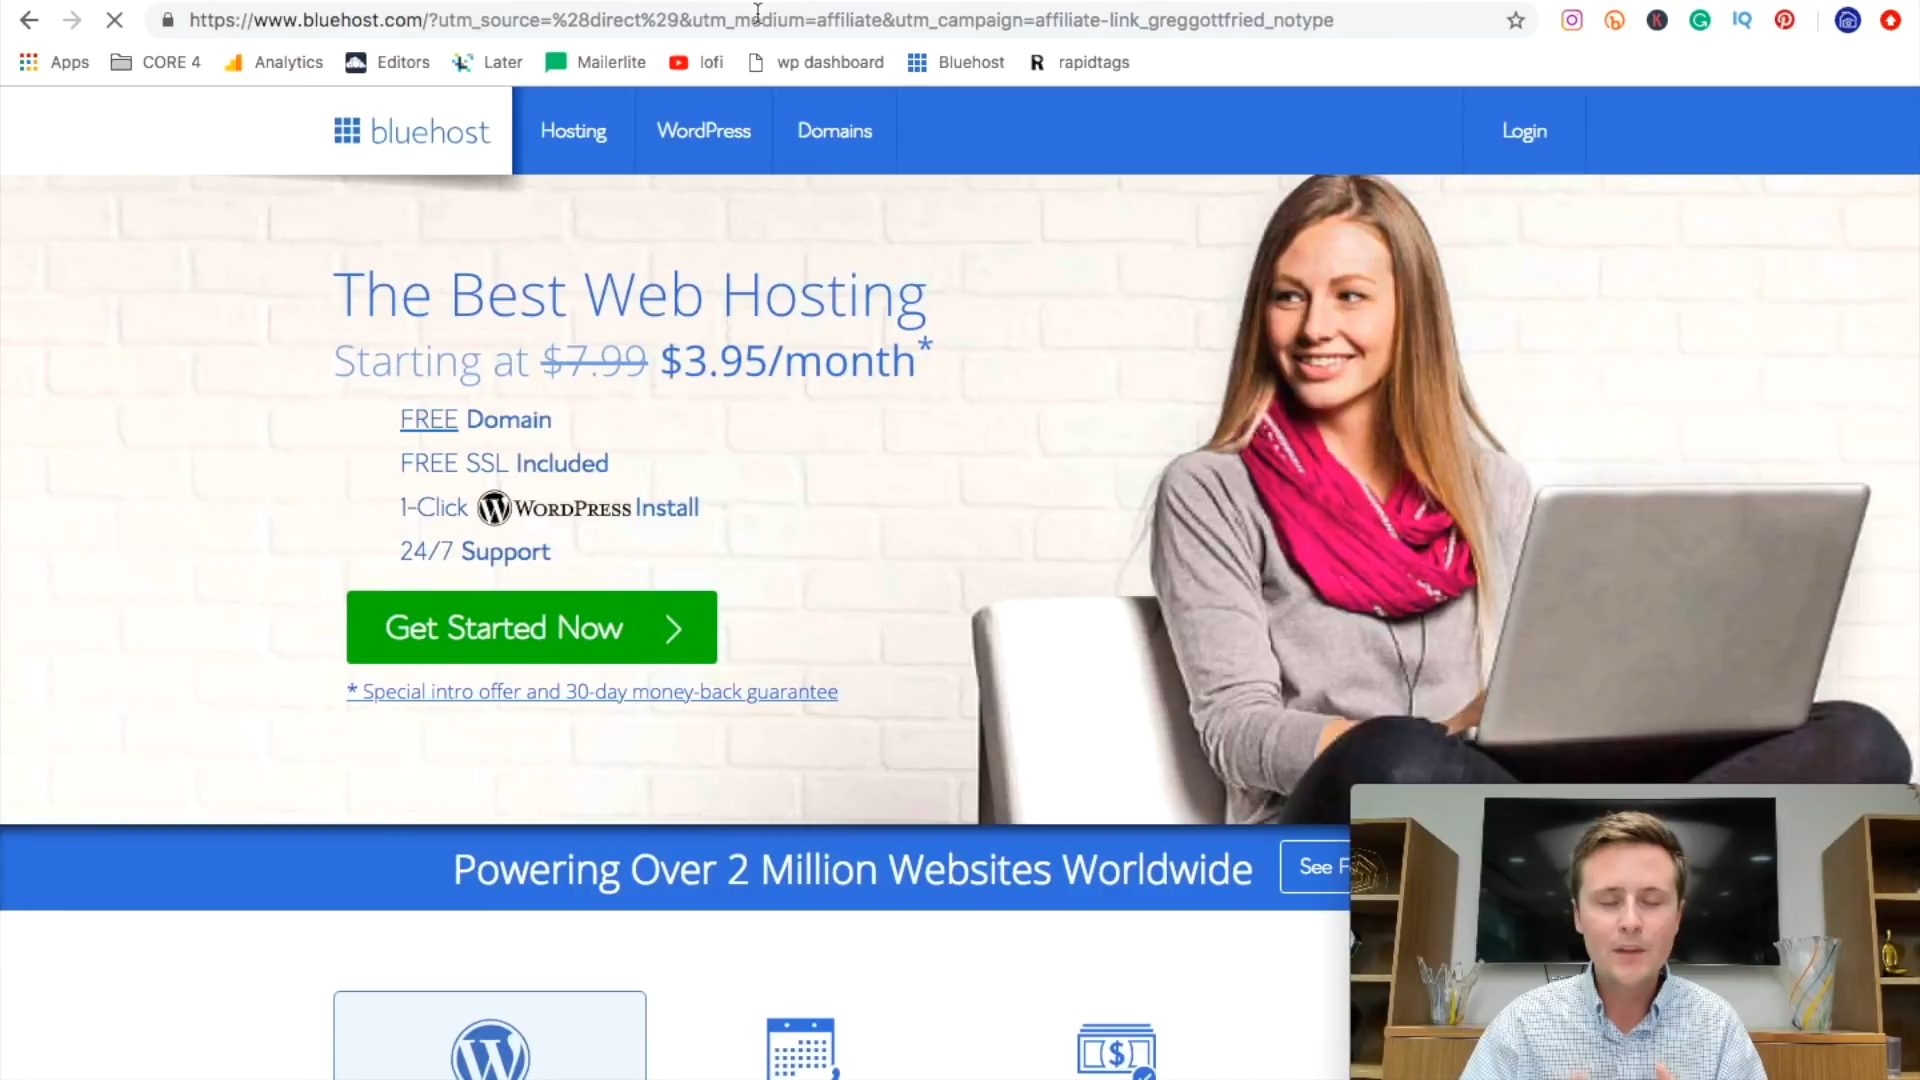 https://www.bluehost.com/?utm_source=%28direct%29&utm_medium=affiliate&utm_campaign=affiliate-link_greggottfried_notype
Apps CORE 4 Analytics Editors Later Mailerlite lofi wp dashboard Bluehost R rapidtags
bluehost Hosting WordPress Domains Login
The Best Web Hosting
Starting at $7.99 $3.95/month*
FREE Domain
FREE SSL Included
1-Click WORDPRESS Install
24/7 Support
Get Started Now
* Special intro offer and 30-day money-back guarantee
Powering Over 2 Million Websites Worldwide See